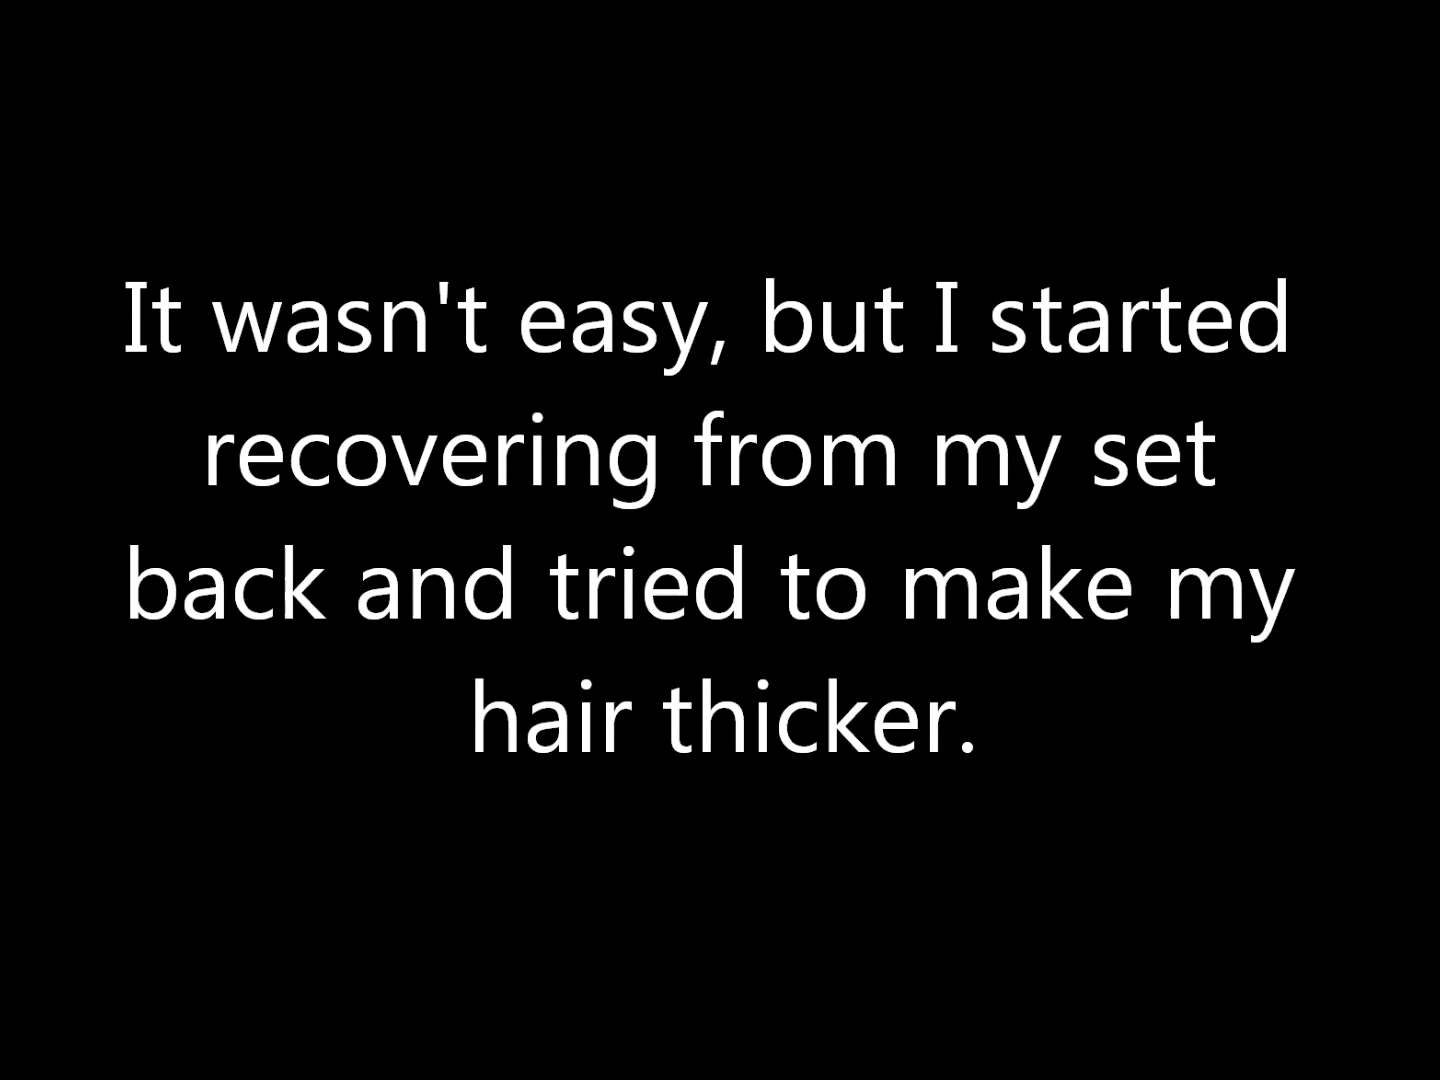 It wasn't easy, but I started
recovering from my set
back and tried to make my
hair thicker.